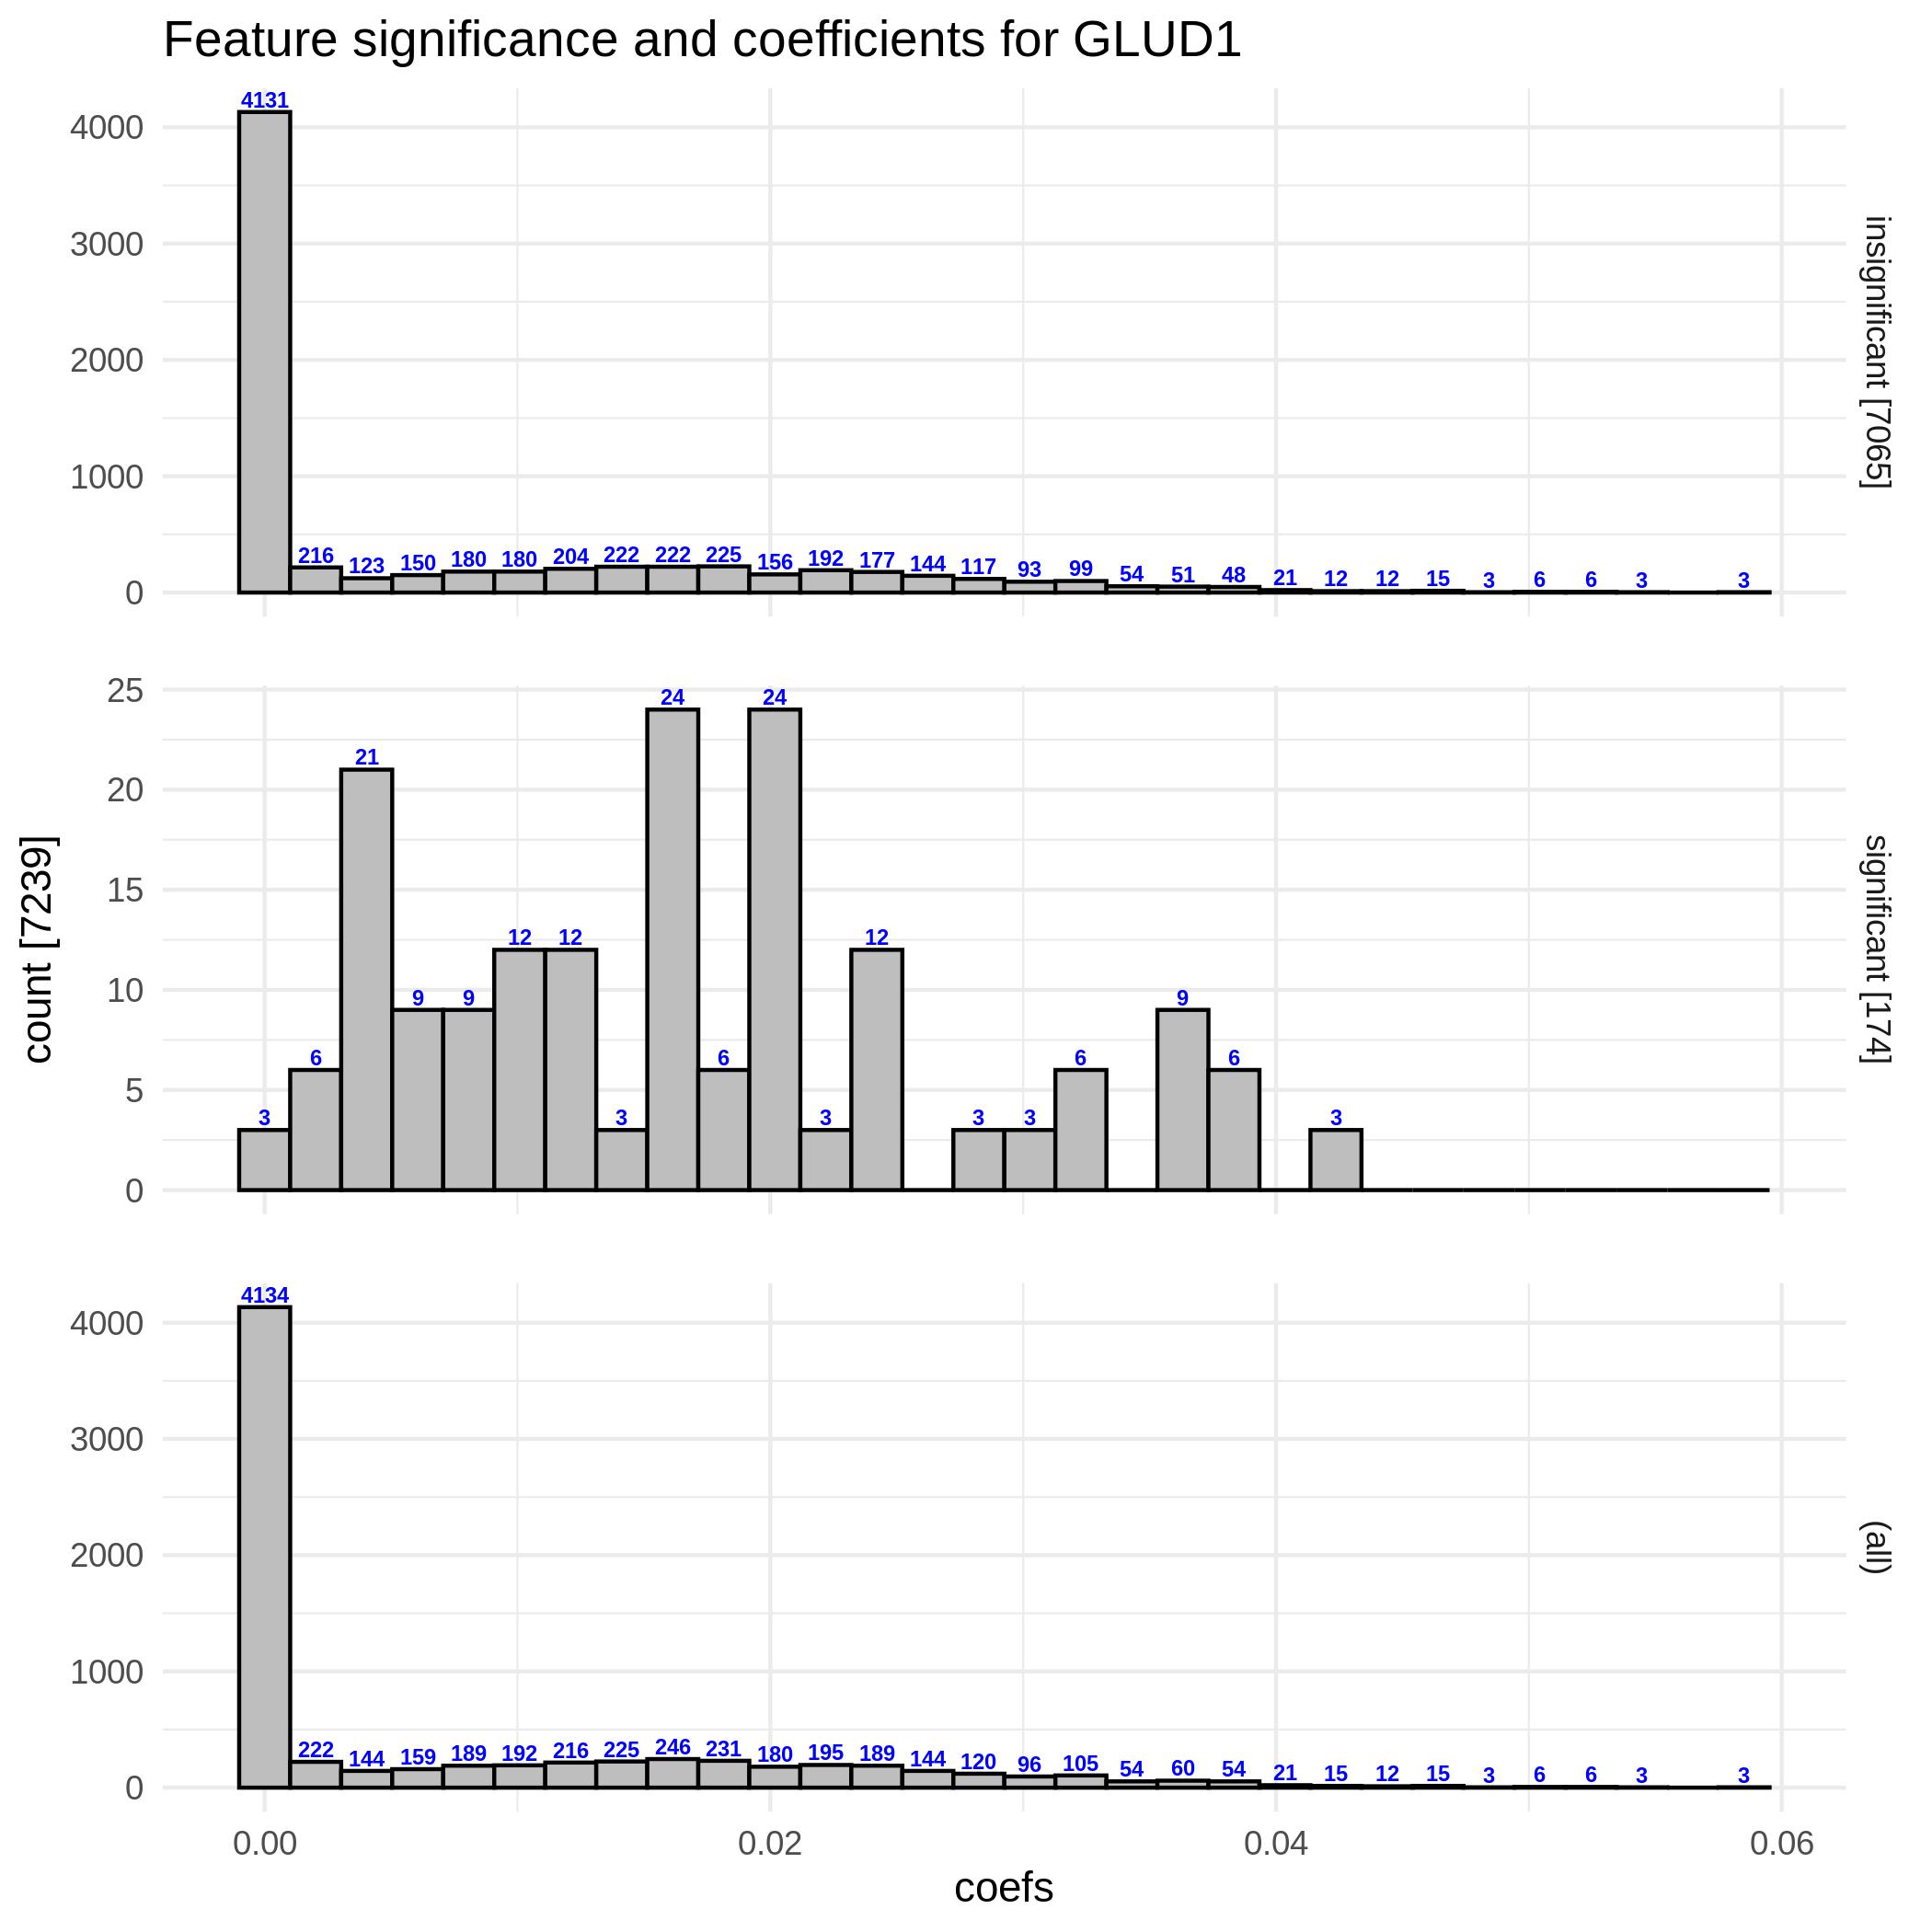 Feature significance and coefficients for GLUD1
4131
4000
3000
2000
1000
0
216 123 150 180 180 204 222 222 225 156 192 177 144 117 93 99 54 51 48 21 12 12 15 3 6 6 3 3
insignificant [7065]
25
20
15
10
5
0
3 6 21 9 9 12 12 3 24 6 24 3 12 3 3 6 9 6 3
significant [174]
count [7239]
4134
4000
3000
2000
1000
0
222 144 159 189 192 216 225 246 231 180 195 189 144 120 96 105 54 60 54 21 15 12 15 3 6 6 3 3
(all)
0.00 0.02 0.04 0.06
coefs